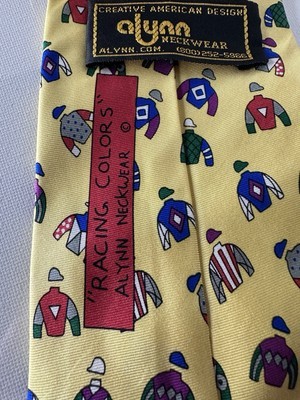 CREATIVE AMERICAN DESIGN
alynn
NECKWEAR
ALYNN.COM. (800)252-5966
"RACING COLORS"
ALYNN NECKWEAR ©